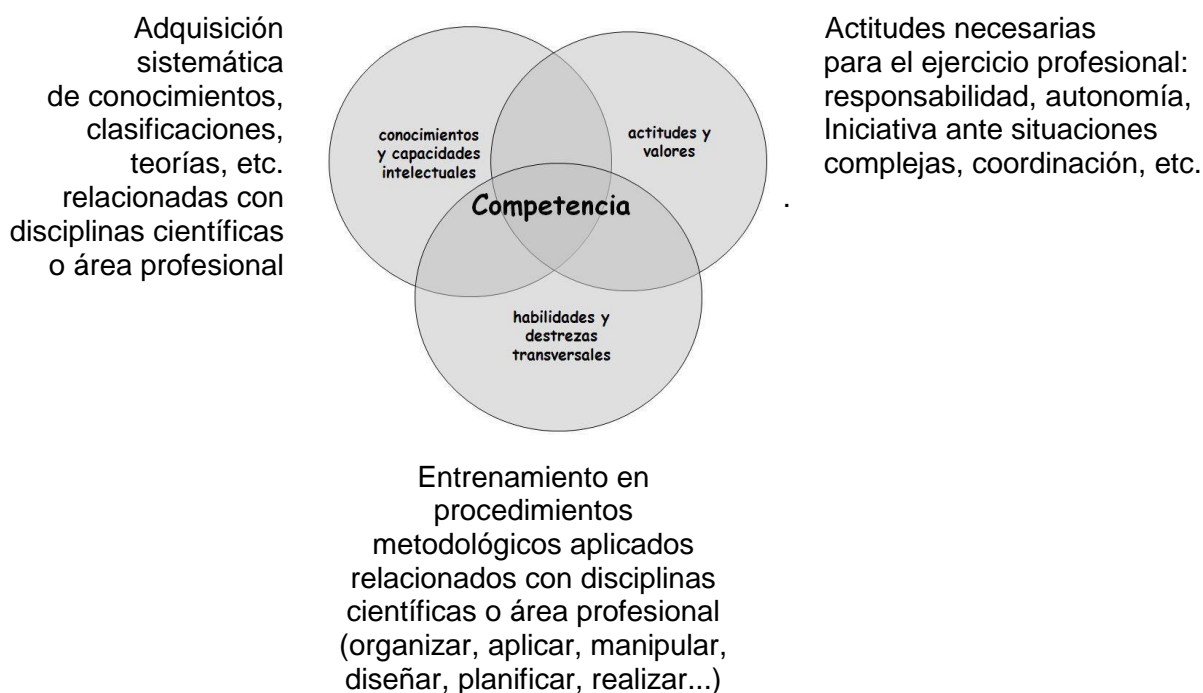 Adquisición
sistemática
de conocimientos,
clasificaciones,
teorías, etc.
relacionadas con
disciplinas científicas
o área profesional
conocimientos
y capacidades
intelectuales
actitudes y
valores
Competencia
habilidades y
destrezas
transversales
Actitudes necesarias
para el ejercicio profesional:
responsabilidad, autonomía,
Iniciativa ante situaciones
complejas, coordinación, etc.
.
Entrenamiento en
procedimientos
metodológicos aplicados
relacionados con disciplinas
científicas o área profesional
(organizar, aplicar, manipular,
diseñar, planificar, realizar...)